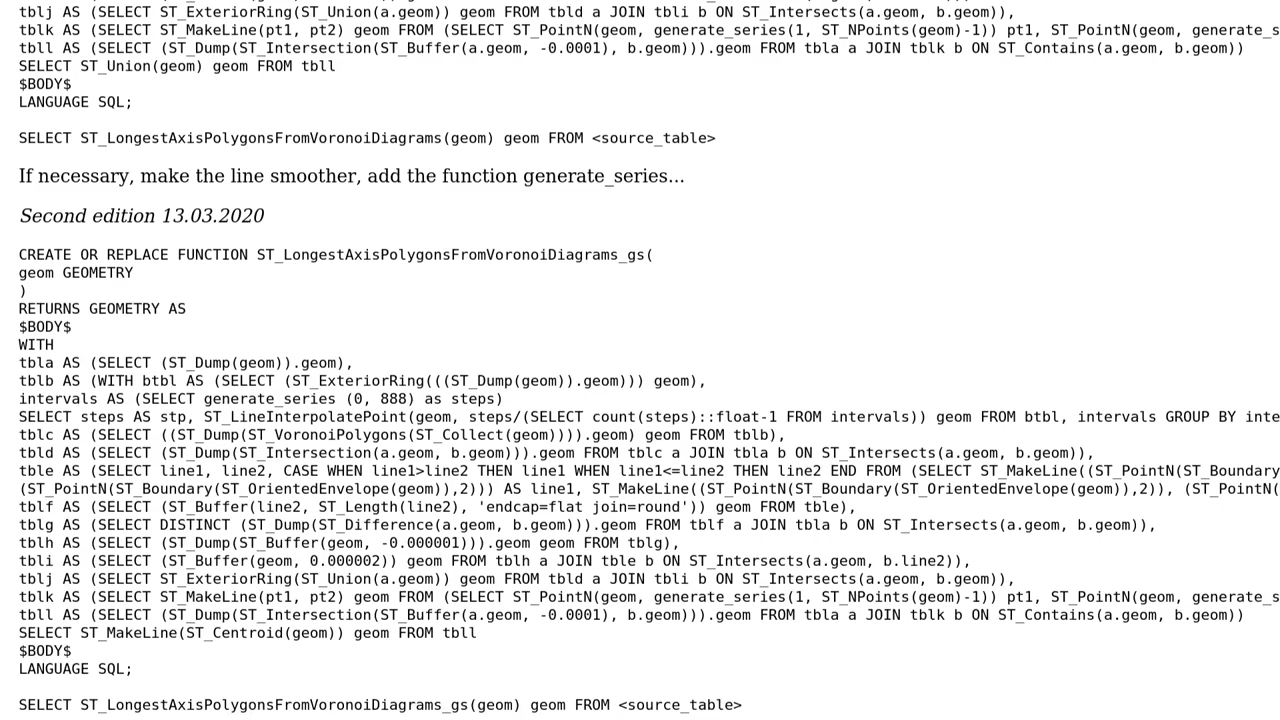 tblj AS (SELECT ST_ExteriorRing(ST_Union(a.geom)) geom FROM tbld a JOIN tbli b ON ST_Intersects(a.geom, b.geom)),
tblk AS (SELECT ST_MakeLine(pt1, pt2) geom FROM (SELECT ST_PointN(geom, generate_series(1, ST_NPoints(geom)-1)) pt1, ST_PointN(geom, generate_s
tbll AS (SELECT (ST_Dump(ST_Intersection(ST_Buffer(a.geom, -0.0001), b.geom))).geom FROM tbla a JOIN tblk b ON ST_Contains(a.geom, b.geom))
SELECT ST_Union(geom) geom FROM tbll
$BODY$
LANGUAGE SQL;
SELECT ST_LongestAxisPolygonsFromVoronoiDiagrams(geom) geom FROM <source_table>
If necessary, make the line smoother, add the function generate_series...
Second edition 13.03.2020
CREATE OR REPLACE FUNCTION ST_LongestAxisPolygonsFromVoronoiDiagrams_gs(
geom GEOMETRY
)
RETURNS GEOMETRY AS
$BODY$
WITH
tbla AS (SELECT (ST_Dump(geom)).geom),
tblb AS (WITH btbl AS (SELECT (ST_ExteriorRing(((ST_Dump(geom)).geom))) geom),
intervals AS (SELECT generate_series (0, 888) as steps)
SELECT steps AS stp, ST_LineInterpolatePoint(geom, steps/(SELECT count(steps)::float-1 FROM intervals)) geom FROM btbl, intervals GROUP BY inte
tblc AS (SELECT ((ST_Dump(ST_VoronoiPolygons(ST_Collect(geom)))).geom) geom FROM tblb),
tbld AS (SELECT (ST_Dump(ST_Intersection(a.geom, b.geom))).geom FROM tblc a JOIN tbla b ON ST_Intersects(a.geom, b.geom)),
tble AS (SELECT line1, line2, CASE WHEN line1>line2 THEN line1 WHEN line1<=line2 THEN line2 END FROM (SELECT ST_MakeLine((ST_PointN(ST_Boundary
(ST_PointN(ST_Boundary(ST_OrientedEnvelope(geom)),2))) AS line1, ST_MakeLine((ST_PointN(ST_Boundary(ST_OrientedEnvelope(geom)),2)), (ST_PointN(
tblf AS (SELECT (ST_Buffer(line2, ST_Length(line2), 'endcap=flat join=round')) geom FROM tble),
tblg AS (SELECT DISTINCT (ST_Dump(ST_Difference(a.geom, b.geom))).geom FROM tblf a JOIN tbla b ON ST_Intersects(a.geom, b.geom)),
tblh AS (SELECT (ST_Dump(ST_Buffer(geom, -0.000001))).geom geom FROM tblg),
tbli AS (SELECT (ST_Buffer(geom, 0.000002)) geom FROM tblh a JOIN tble b ON ST_Intersects(a.geom, b.line2)),
tblj AS (SELECT ST_ExteriorRing(ST_Union(a.geom)) geom FROM tbld a JOIN tbli b ON ST_Intersects(a.geom, b.geom)),
tblk AS (SELECT ST_MakeLine(pt1, pt2) geom FROM (SELECT ST_PointN(geom, generate_series(1, ST_NPoints(geom)-1)) pt1, ST_PointN(geom, generate_s
tbll AS (SELECT (ST_Dump(ST_Intersection(ST_Buffer(a.geom, -0.0001), b.geom))).geom FROM tbla a JOIN tblk b ON ST_Contains(a.geom, b.geom))
SELECT ST_MakeLine(ST_Centroid(geom)) geom FROM tbll
$BODY$
LANGUAGE SQL;
SELECT ST_LongestAxisPolygonsFromVoronoiDiagrams_gs(geom) geom FROM <source_table>